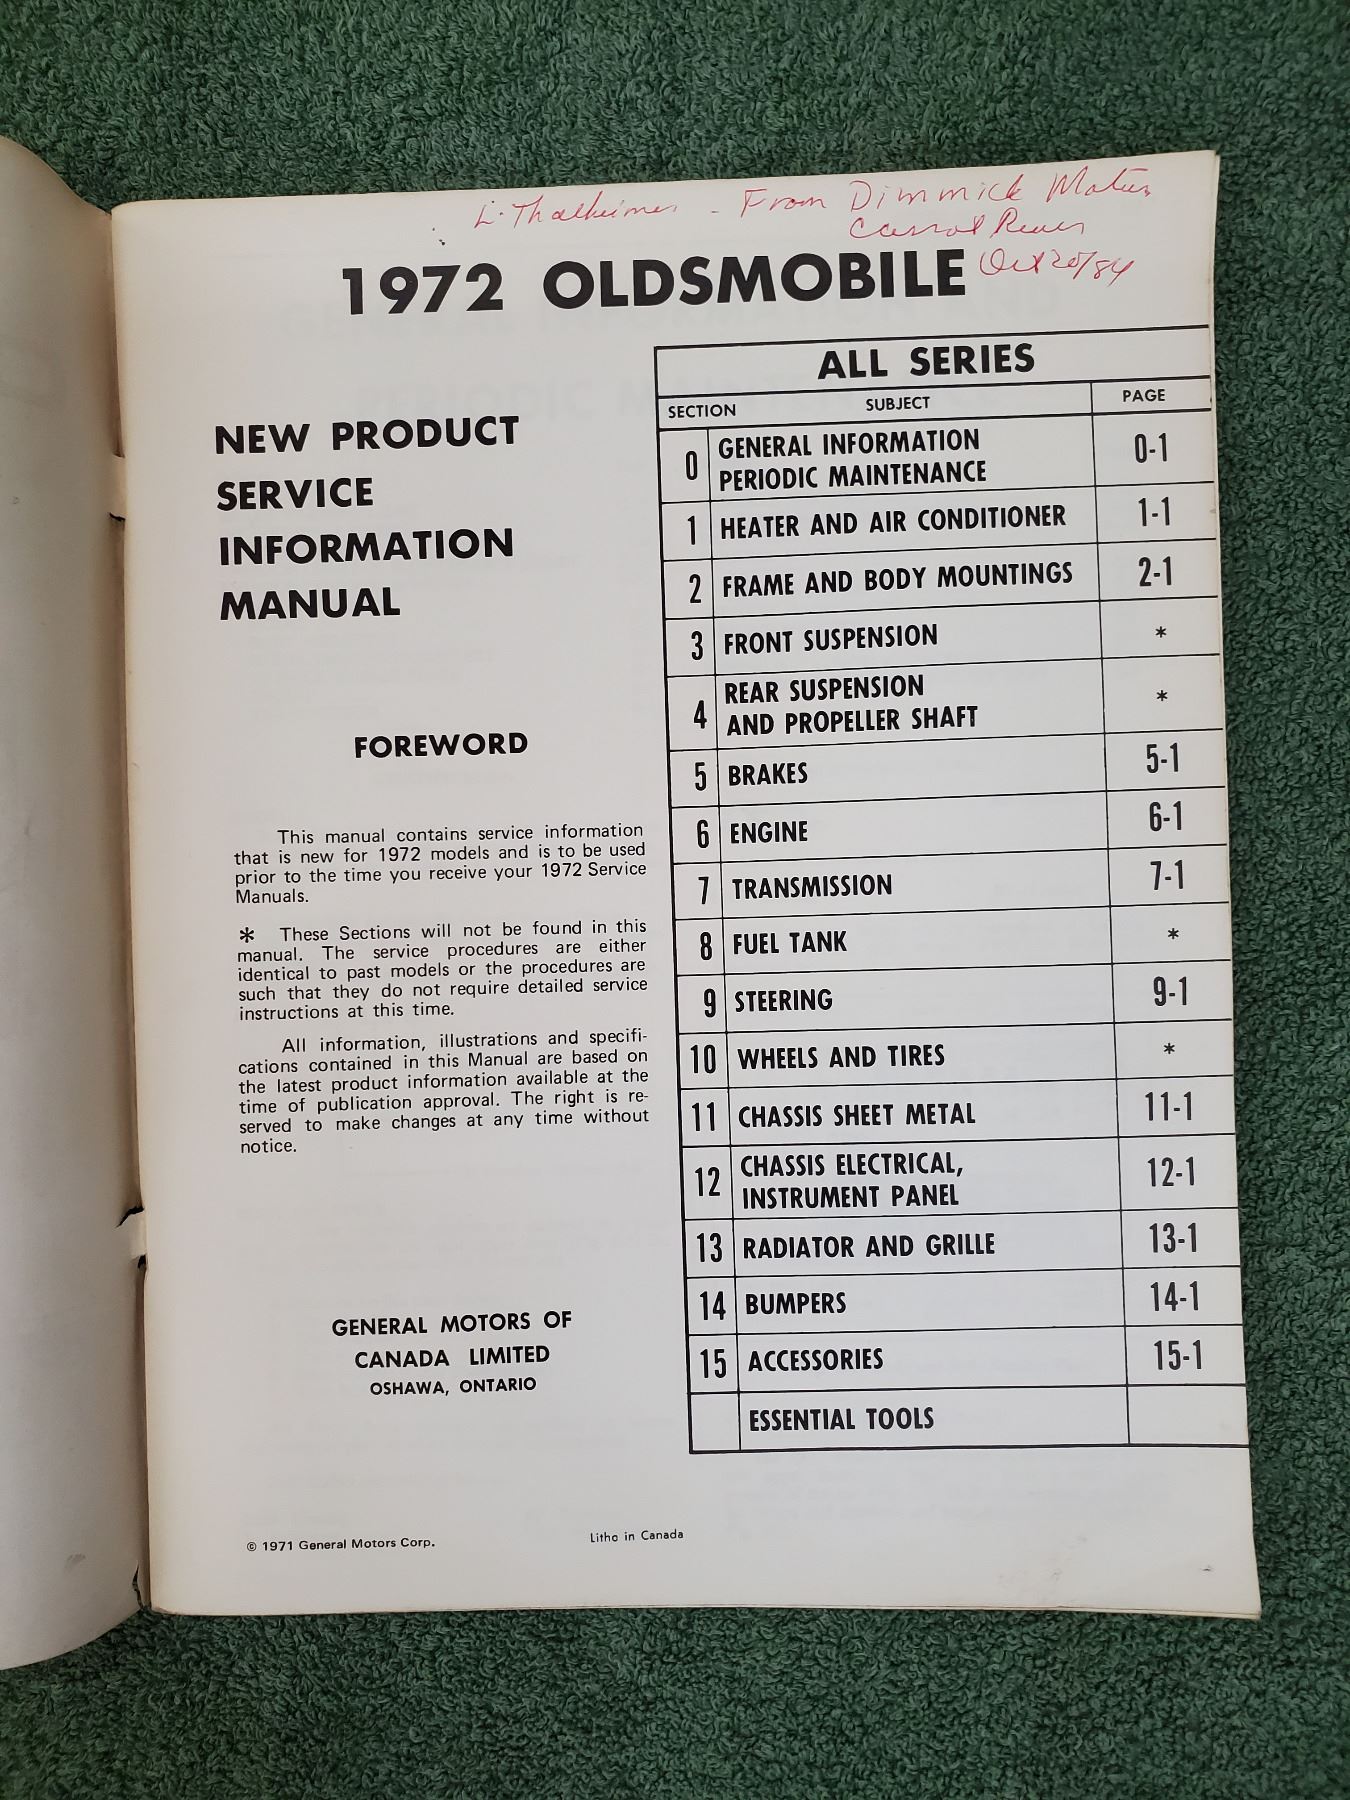 L. Thalheimer - From Dimmick Motors
Oct 20/84
1972 OLDSMOBILE
NEW PRODUCT
SERVICE
INFORMATION
MANUAL
FOREWORD
This manual contains service information
that is new for 1972 models and is to be used
prior to the time you receive your 1972 Service
Manuals.
* These Sections will not be found in this
manual. The service procedures are either
identical to past models or the procedures are
such that they do not require detailed service
instructions at this time.
All information, illustrations and specifi-
cations contained in this Manual are based on
the latest product information available at the
time of publication approval. The right is re-
served to make changes at any time without
notice.
GENERAL MOTORS OF
CANADA LIMITED
OSHAWA, ONTARIO
ALL SERIES
SECTION SUBJECT PAGE
0 GENERAL INFORMATION
PERIODIC MAINTENANCE 0-1
1 HEATER AND AIR CONDITIONER 1-1
2 FRAME AND BODY MOUNTINGS 2-1
3 FRONT SUSPENSION *
4 REAR SUSPENSION
AND PROPELLER SHAFT *
5 BRAKES 5-1
6 ENGINE 6-1
7 TRANSMISSION 7-1
8 FUEL TANK *
9 STEERING 9-1
10 WHEELS AND TIRES *
11 CHASSIS SHEET METAL 11-1
12 CHASSIS ELECTRICAL,
INSTRUMENT PANEL 12-1
13 RADIATOR AND GRILLE 13-1
14 BUMPERS 14-1
15 ACCESSORIES 15-1
ESSENTIAL TOOLS
© 1971 General Motors Corp.
Litho in Canada